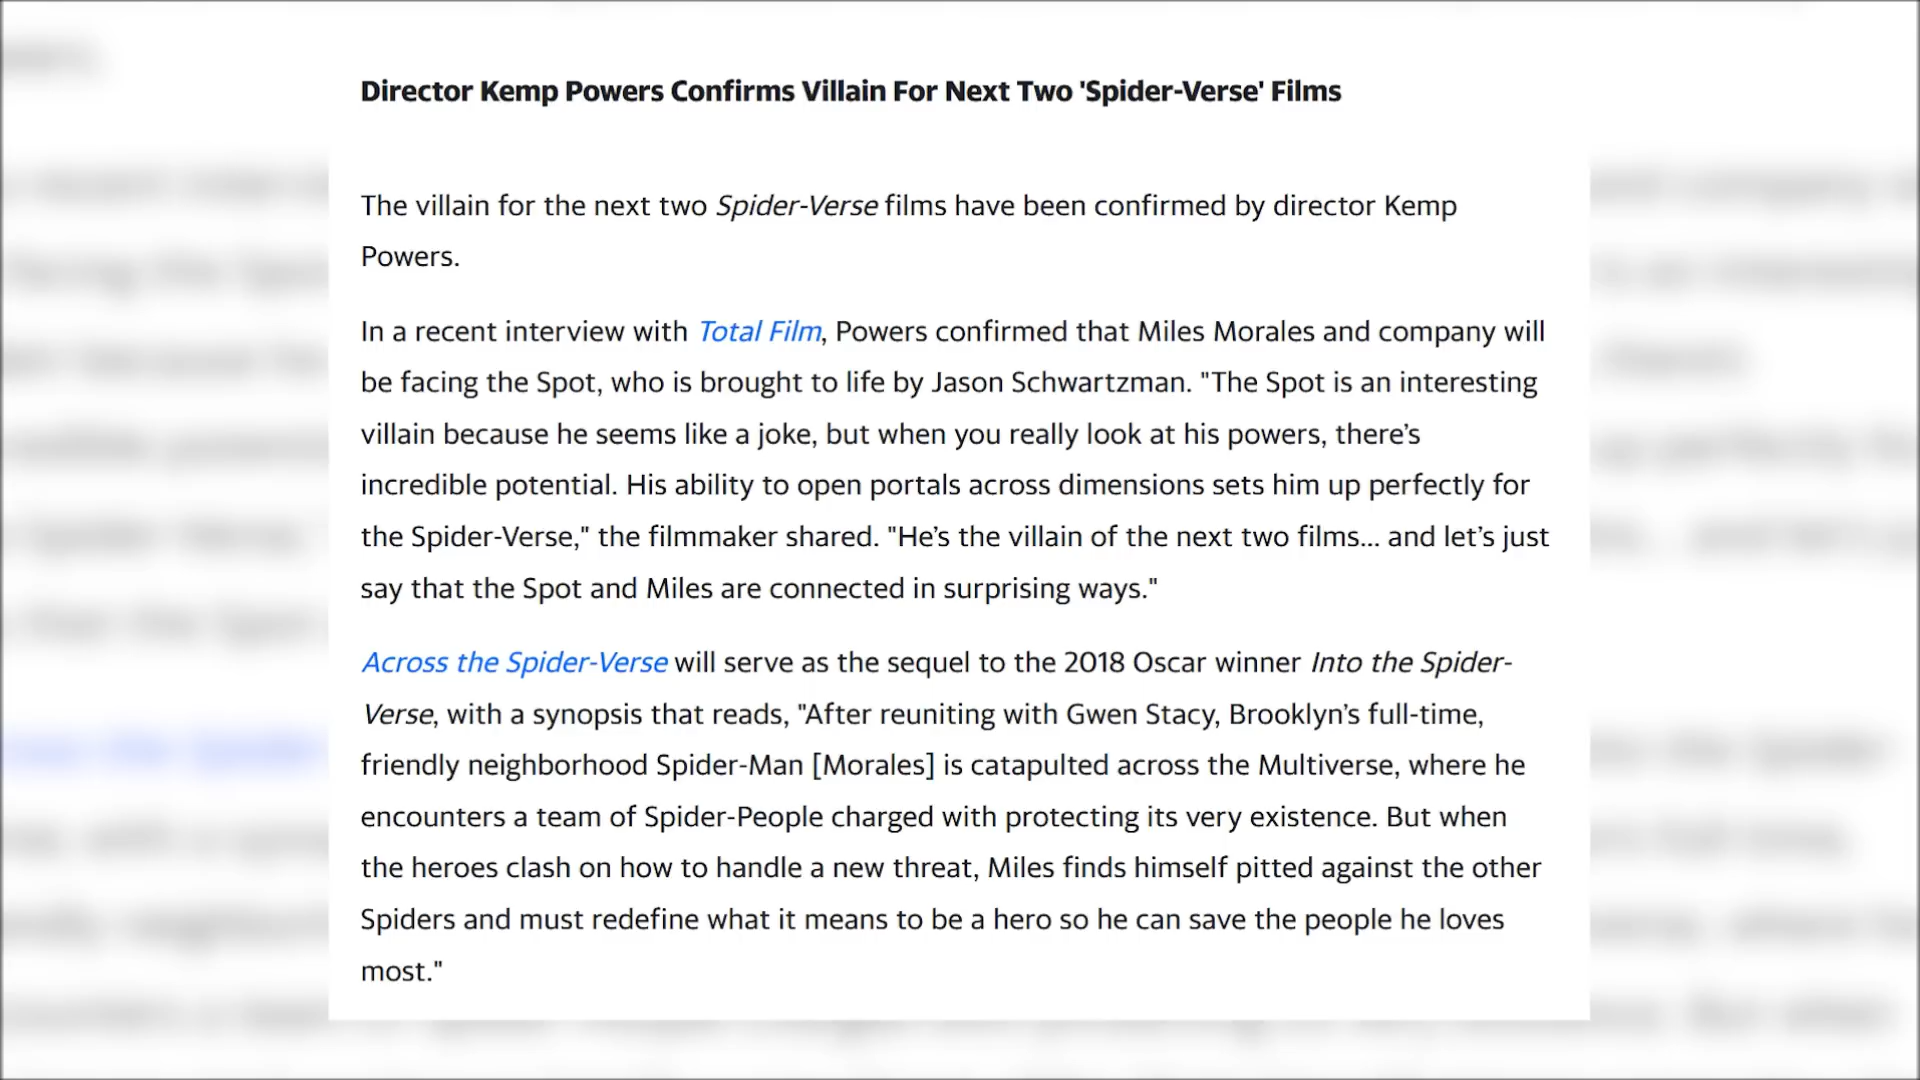 Director Kemp Powers Confirms Villain For Next Two 'Spider-Verse' Films
The villain for the next two Spider-Verse films have been confirmed by director Kemp
Powers.
In a recent interview with Total Film, Powers confirmed that Miles Morales and company will
be facing the Spot, who is brought to life by Jason Schwartzman. "The Spot is an interesting
villain because he seems like a joke, but when you really look at his powers, there’s
incredible potential. His ability to open portals across dimensions sets him up perfectly for
the Spider-Verse," the filmmaker shared. "He’s the villain of the next two films... and let’s just
say that the Spot and Miles are connected in surprising ways."
Across the Spider-Verse will serve as the sequel to the 2018 Oscar winner Into the Spider-
Verse, with a synopsis that reads, "After reuniting with Gwen Stacy, Brooklyn’s full-time,
friendly neighborhood Spider-Man [Morales] is catapulted across the Multiverse, where he
encounters a team of Spider-People charged with protecting its very existence. But when
the heroes clash on how to handle a new threat, Miles finds himself pitted against the other
Spiders and must redefine what it means to be a hero so he can save the people he loves
most."